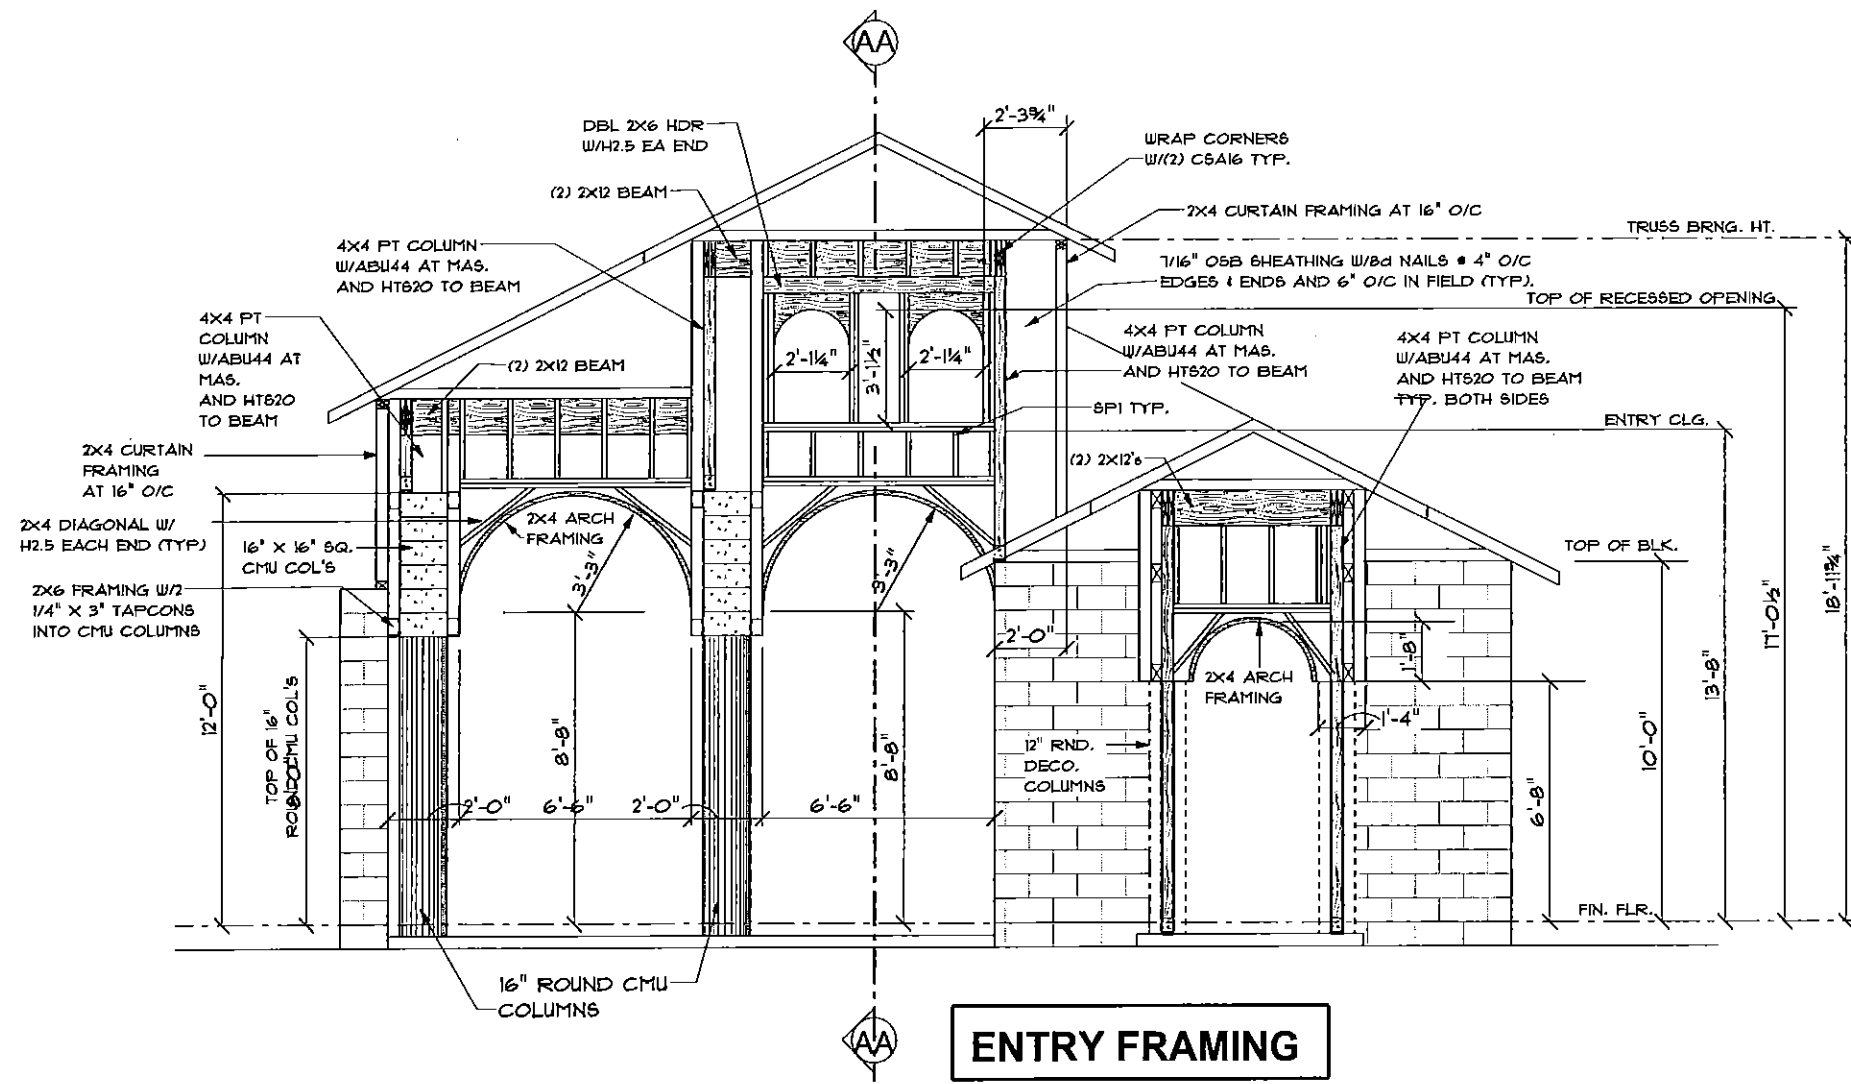 AA
2'-3¾"
DBL 2X6 HDR
W/H2.5 EA END
WRAP CORNERS
W/(2) CSA16 TYP.
(2) 2X12 BEAM
2X4 CURTAIN FRAMING AT 16" O/C
TRUSS BRNG. HT.
4X4 PT COLUMN
W/ABU44 AT MAS.
AND HTS20 TO BEAM
7/16" OSB SHEATHING W/8d NAILS @ 4" O/C
EDGES & ENDS AND 6" O/C IN FIELD (TYP).
TOP OF RECESSED OPENING
4X4 PT
COLUMN
W/ABU44 AT
MAS.
AND HTS20
TO BEAM
4X4 PT COLUMN
W/ABU44 AT MAS.
AND HTS20 TO BEAM
4X4 PT COLUMN
W/ABU44 AT MAS.
AND HTS20 TO BEAM
TYP. BOTH SIDES
2'-1¼"
3'-1½"
2'-1¼"
(2) 2X12 BEAM
SP1 TYP.
ENTRY CLG.
2X4 CURTAIN
FRAMING
AT 16" O/C
(2) 2X12's
2X4 DIAGONAL W/
H2.5 EACH END (TYP)
2X4 ARCH
FRAMING
16" X 16" SQ.
CMU COL'S
TOP OF BLK.
2X6 FRAMING W/2
1/4" X 3" TAPCONS
INTO CMU COLUMNS
3'-3"
3'-3"
2'-0"
1'-8"
2X4 ARCH
FRAMING
18'-11¾"
13'-8"
12'-0"
TOP OF 16"
8'-8"
8'-8"
1'-4"
12" RND.
DECO.
COLUMNS
10'-0"
6'-8"
2'-0"
6'-6"
2'-0"
6'-6"
FIN. FLR.
16" ROUND CMU
COLUMNS
AA
ENTRY FRAMING